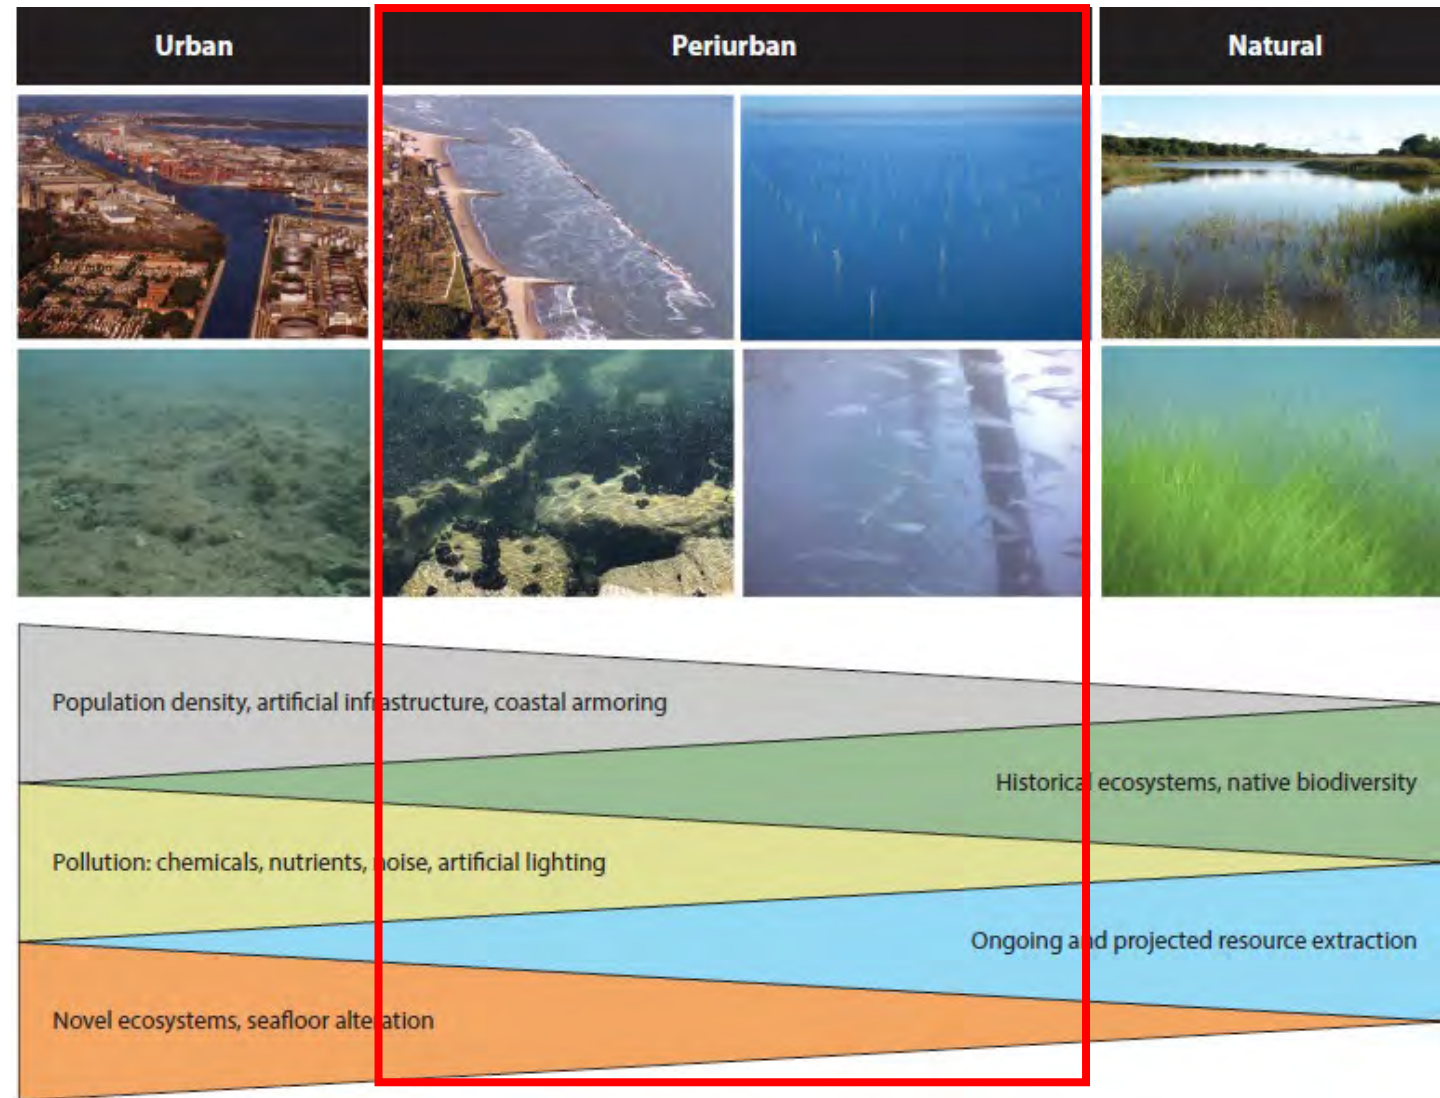 Urban
Periurban
Natural
Population density, artificial infrastructure, coastal armoring
Historical ecosystems, native biodiversity
Pollution: chemicals, nutrients, noise, artificial lighting
Ongoing and projected resource extraction
Novel ecosystems, seafloor alteration